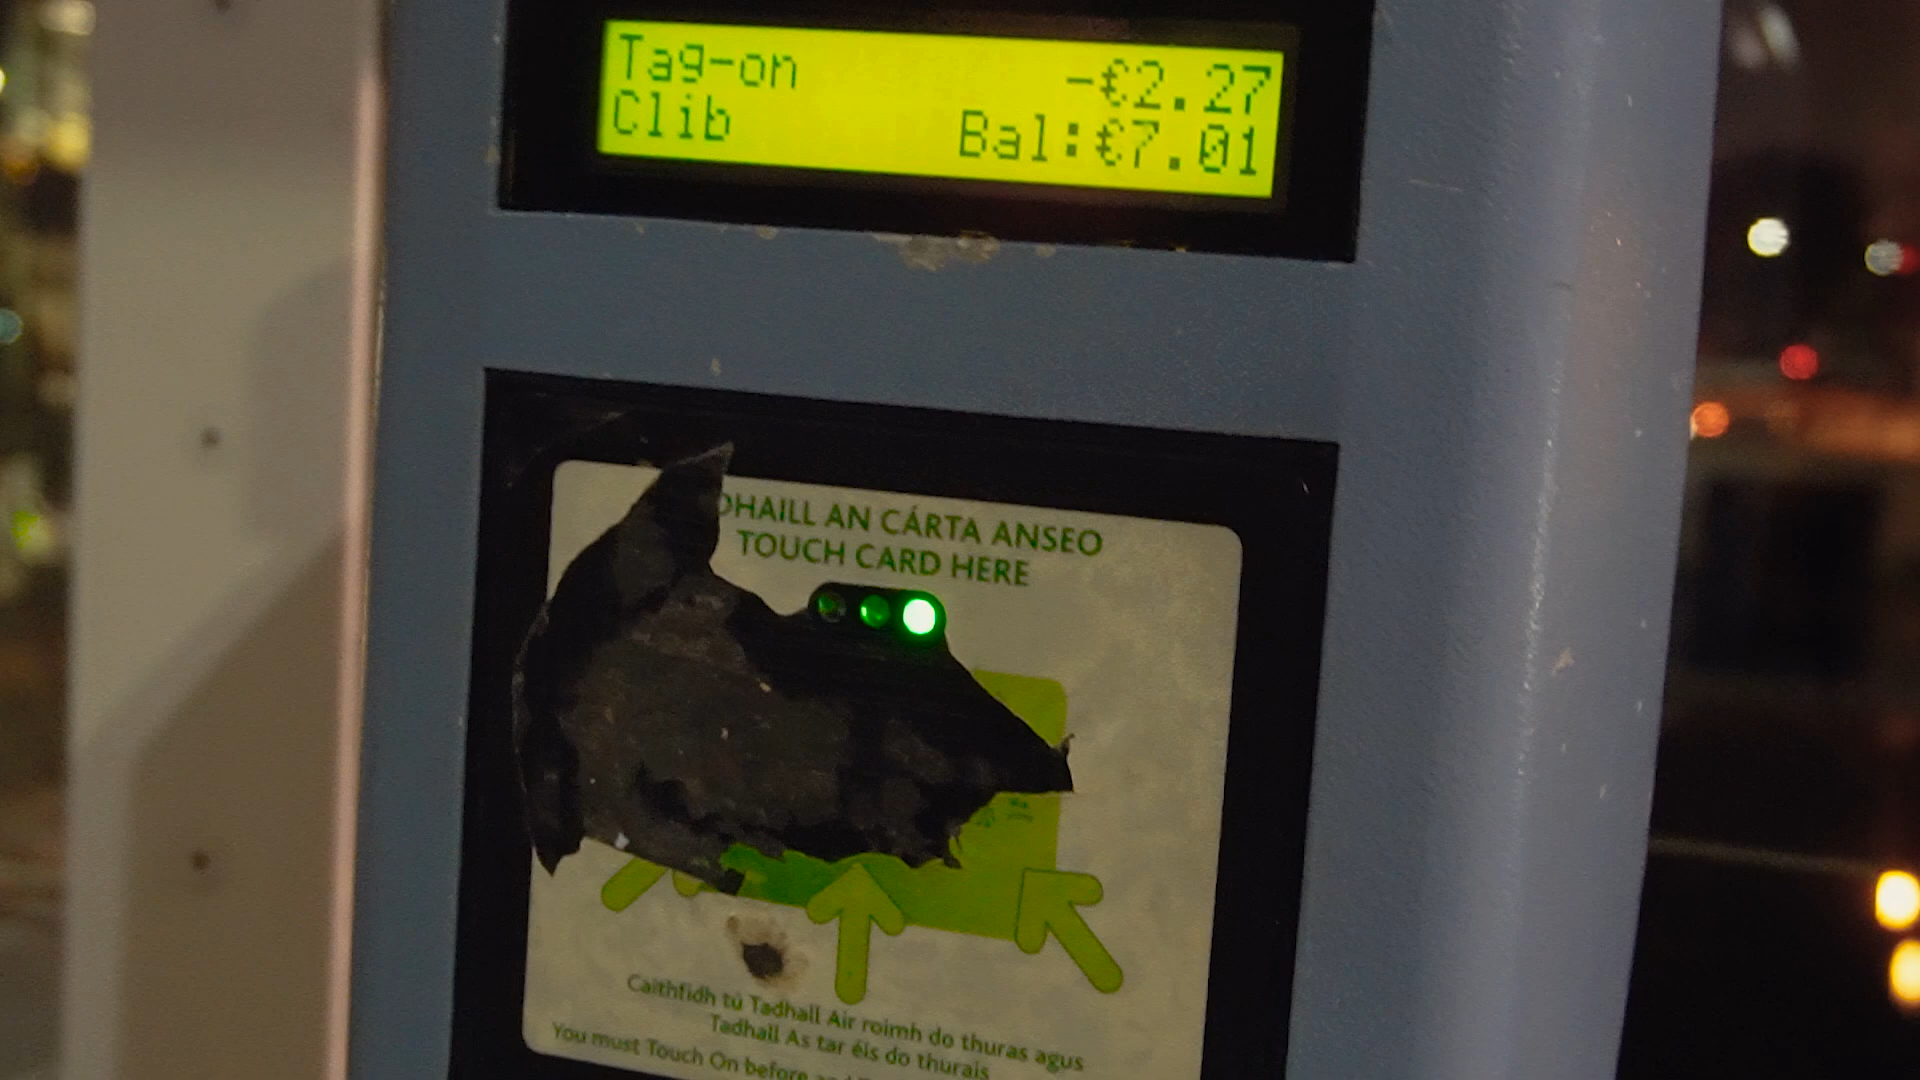 Tag-on -€2.27
Clib Bal:€7.01
DHAILL AN CÁRTA ANSEO
TOUCH CARD HERE
Caithfidh tú Tadhall Air roimh do thuras agus
Tadhall As tar éis do thurais
You must Touch On before